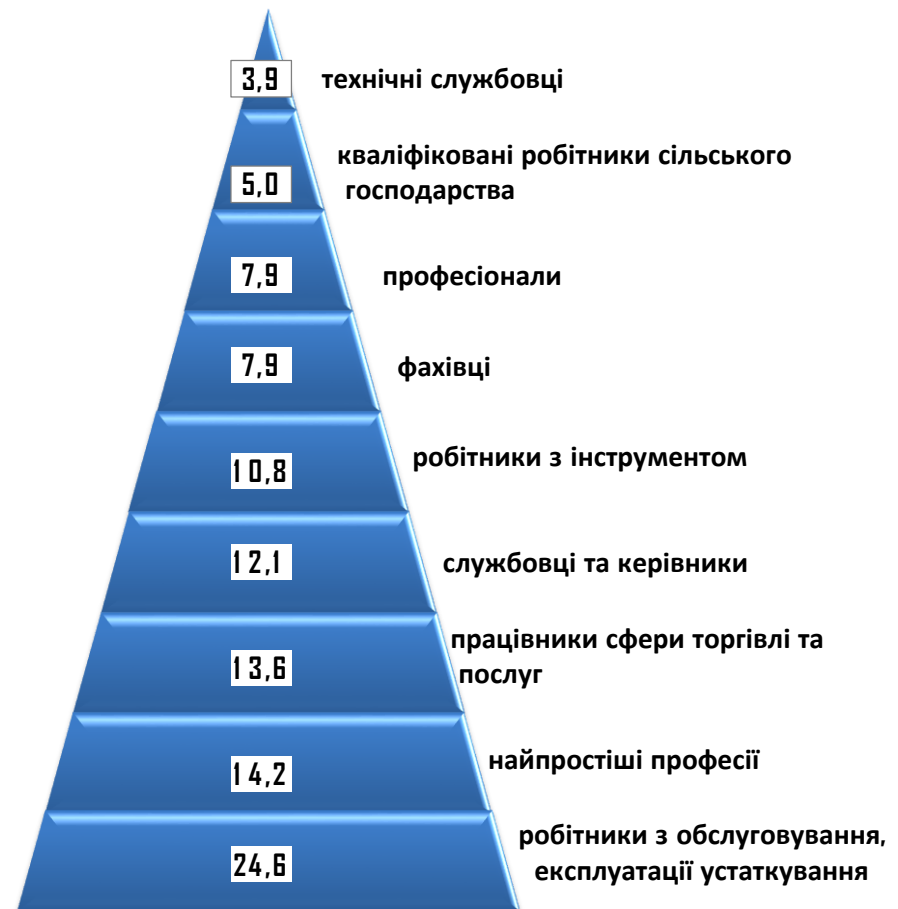 3,9 технічні службовці
кваліфіковані робітники сільського
5,0 господарства
7,9 професіонали
7,9 фахівці
10,8 робітники з інструментом
12,1 службовці та керівники
працівники сфери торгівлі та
13,6 послуг
14,2 найпростіші професії
робітники з обслуговування,
24,6 експлуатації устаткування